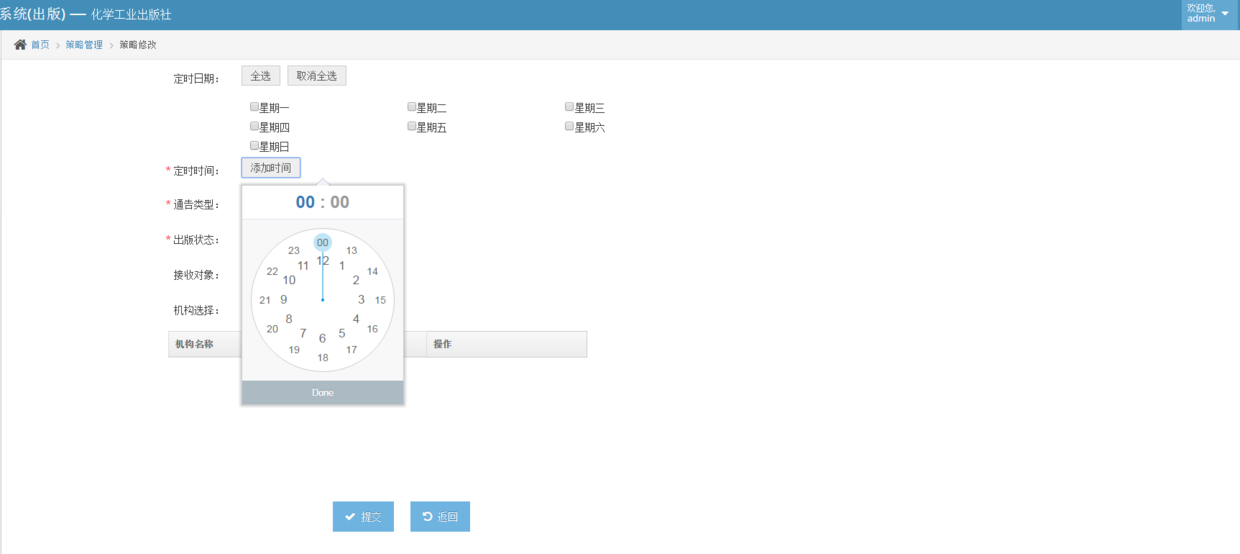 系统(出版) — 化学工业出版社
欢迎您,
admin
首页 > 策略管理 > 策略修改
定时日期： 全选 取消全选
星期一 星期二 星期三
星期四 星期五 星期六
星期日
* 定时时间： 添加时间
* 通告类型：
* 出版状态：
接收对象：
机构选择：
机构名称 操作
00 : 00
00
23 13
12
11 1
22 14
10 2
21 9 3 15
8 4
20 16
7 5
6
19 17
18
Done
提交 返回